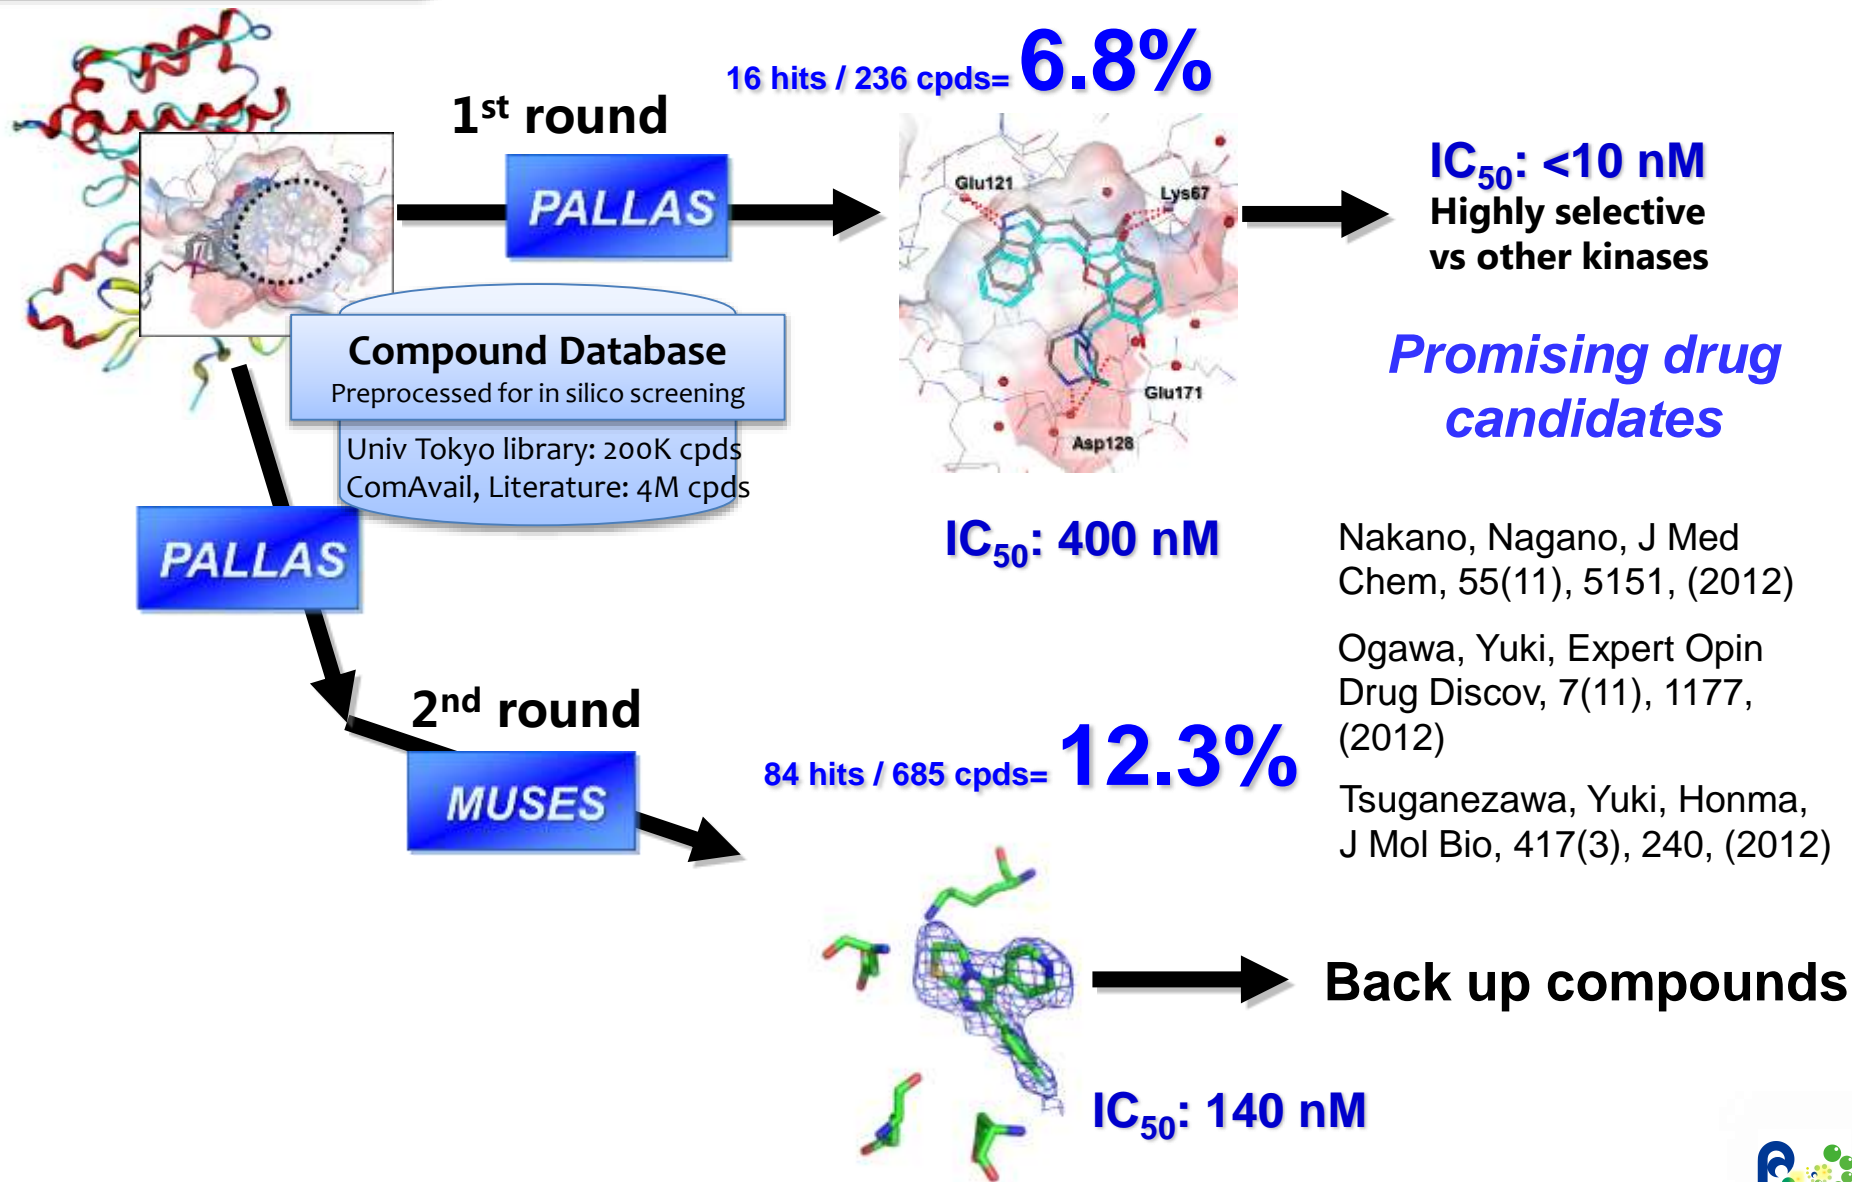 16 hits / 236 cpds= 6.8%
1st round
PALLAS
Glu121
Lys67
Glu171
Asp128
IC50: <10 nM
Highly selective
vs other kinases
Promising drug
candidates
Compound Database
Preprocessed for in silico screening
Univ Tokyo library: 200K cpds
ComAvail, Literature: 4M cpds
IC50: 400 nM
PALLAS
Nakano, Nagano, J Med
Chem, 55(11), 5151, (2012)
Ogawa, Yuki, Expert Opin
Drug Discov, 7(11), 1177,
(2012)
Tsuganezawa, Yuki, Honma,
J Mol Bio, 417(3), 240, (2012)
2nd round
MUSES
84 hits / 685 cpds= 12.3%
Back up compounds
IC50: 140 nM